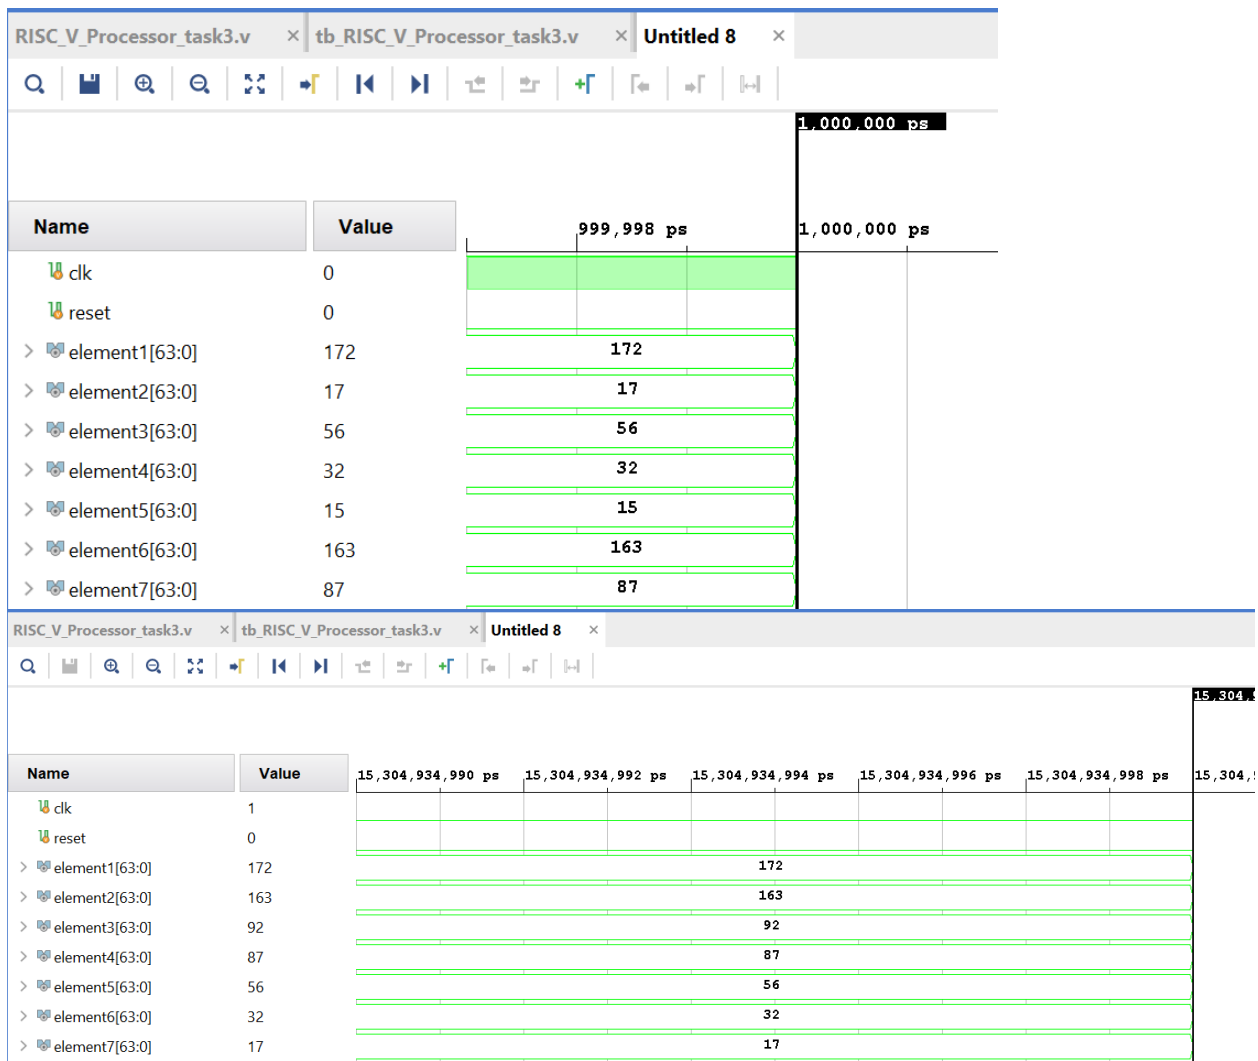 RISC_V_Processor_task3.v × tb_RISC_V_Processor_task3.v × Untitled 8 ×
1,000,000 ps
Name Value 999,998 ps 1,000,000 ps
clk 0
reset 0
element1[63:0] 172 172
element2[63:0] 17 17
element3[63:0] 56 56
element4[63:0] 32 32
element5[63:0] 15 15
element6[63:0] 163 163
element7[63:0] 87 87
RISC_V_Processor_task3.v × tb_RISC_V_Processor_task3.v × Untitled 8 ×
15,304,9
Name Value 15,304,934,990 ps 15,304,934,992 ps 15,304,934,994 ps 15,304,934,996 ps 15,304,934,998 ps 15,304,9
clk 1
reset 0
element1[63:0] 172 172
element2[63:0] 163 163
element3[63:0] 92 92
element4[63:0] 87 87
element5[63:0] 56 56
element6[63:0] 32 32
element7[63:0] 17 17